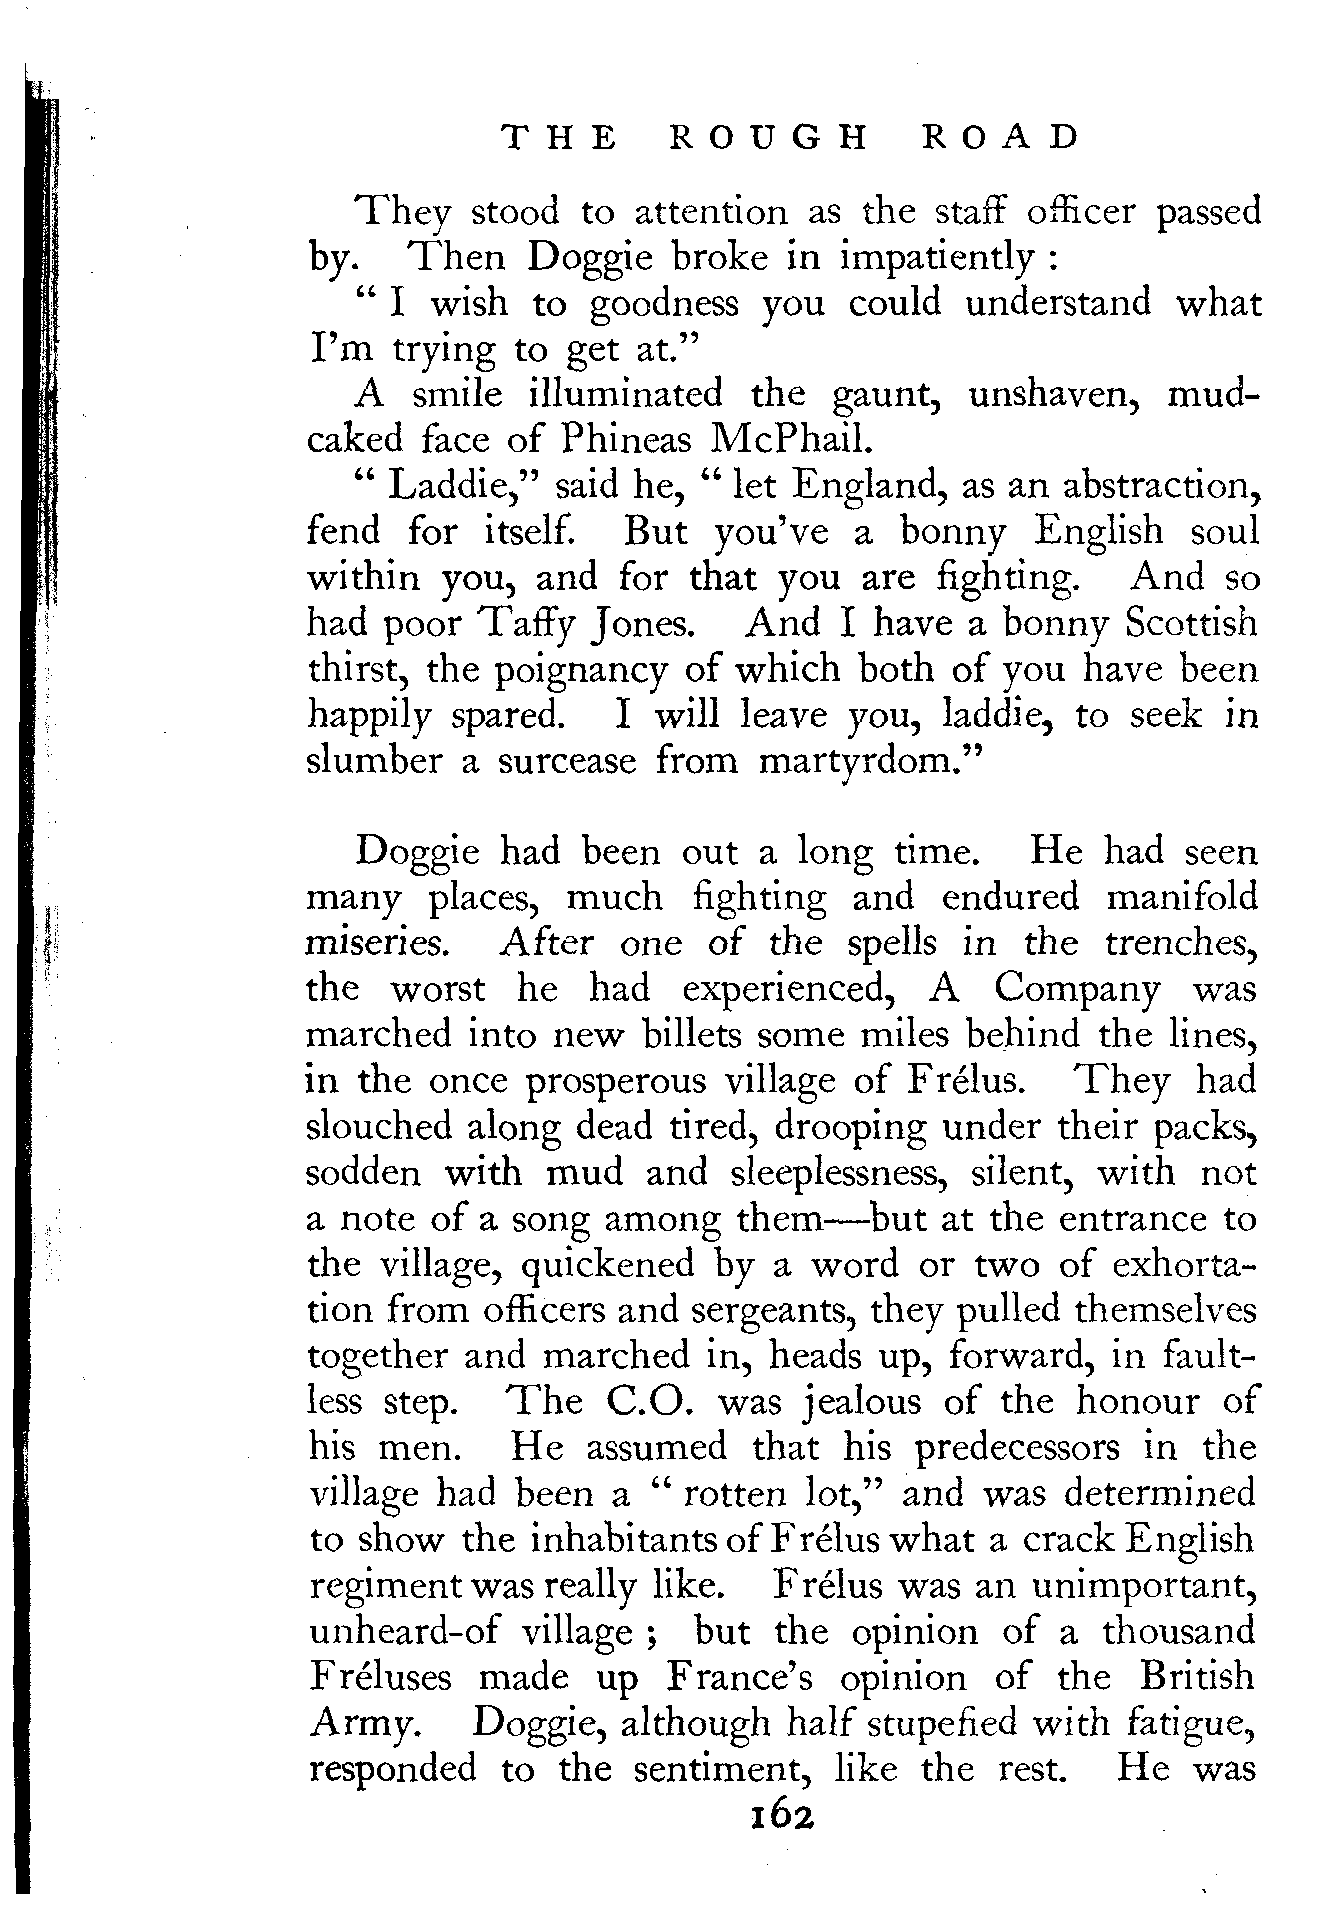 THE ROUGH ROAD
They stood to attention as the staff officer passed
by. Then Doggie broke in impatiently :
“ I wish to goodness you could understand what
I’m trying to get at.”
A smile illuminated the gaunt, unshaven, mud-
caked face of Phineas McPhail.
“ Laddie,” said he, “ let England, as an abstraction,
fend for itself. But you’ve a bonny English soul
within you, and for that you are fighting. And so
had poor Taffy Jones. And I have a bonny Scottish
thirst, the poignancy of which both of you have been
happily spared. I will leave you, laddie, to seek in
slumber a surcease from martyrdom.”
Doggie had been out a long time. He had seen
many places, much fighting and endured manifold
miseries. After one of the spells in the trenches,
the worst he had experienced, A Company was
marched into new billets some miles behind the lines,
in the once prosperous village of Frélus. They had
slouched along dead tired, drooping under their packs,
sodden with mud and sleeplessness, silent, with not
a note of a song among them—but at the entrance to
the village, quickened by a word or two of exhorta-
tion from officers and sergeants, they pulled themselves
together and marched in, heads up, forward, in fault-
less step. The C.O. was jealous of the honour of
his men. He assumed that his predecessors in the
village had been a “ rotten lot,” and was determined
to show the inhabitants of Frélus what a crack English
regiment was really like. Frélus was an unimportant,
unheard-of village ; but the opinion of a thousand
Fréluses made up France’s opinion of the British
Army. Doggie, although half stupefied with fatigue,
responded to the sentiment, like the rest. He was
162